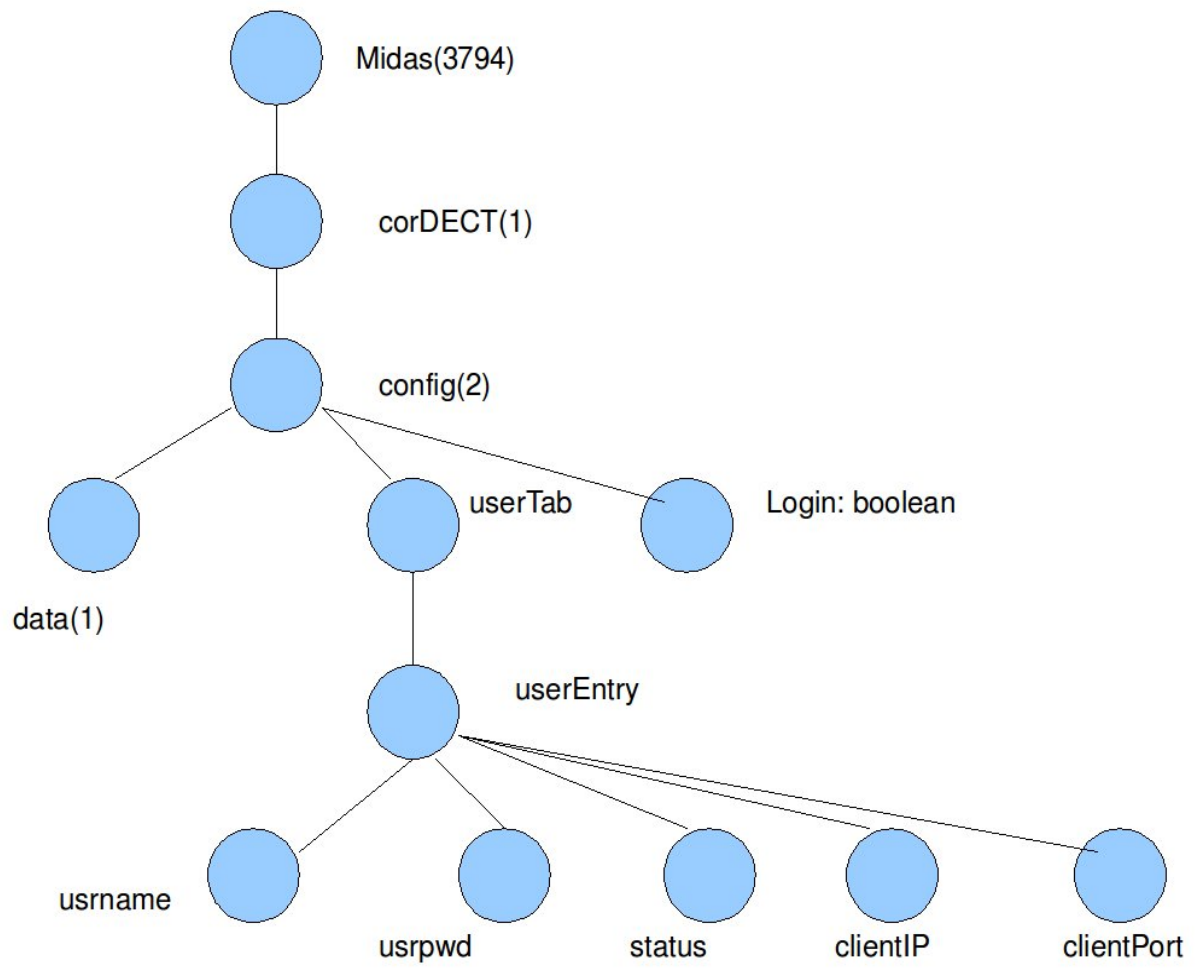 Midas(3794)
corDECT(1)
config(2)
userTab
Login: boolean
data(1)
userEntry
usrname
usrpwd
status
clientIP
clientPort